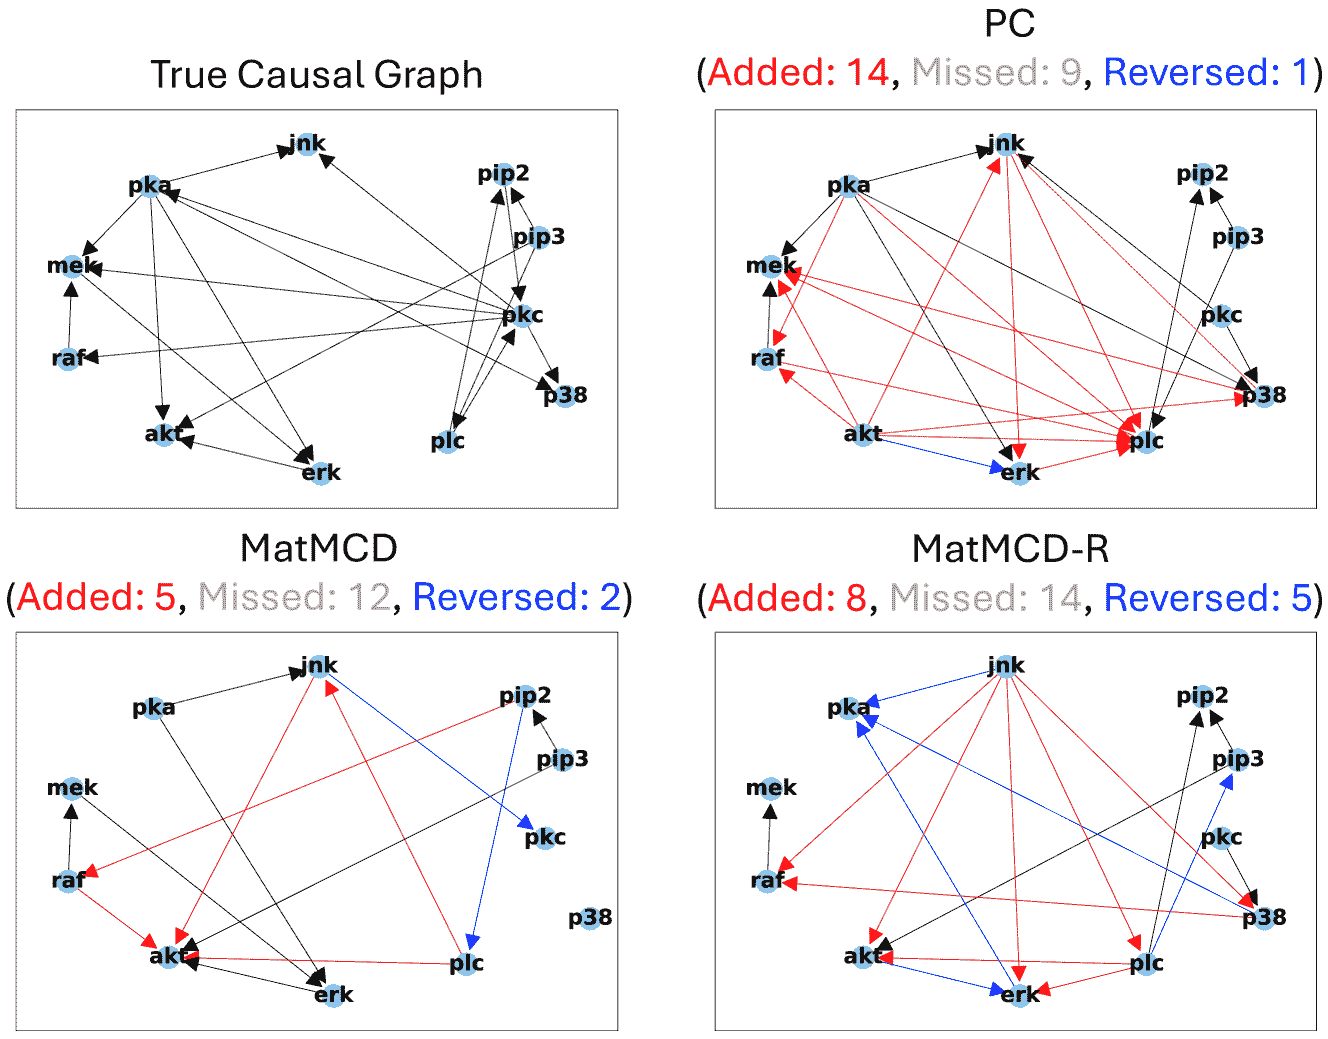 True Causal Graph
jnk
pip2
pka
pip3
mek
pkc
raf
p38
akt
plc
erk
PC
(Added: 14, Missed: 9, Reversed: 1)
jnk
pip2
pka
pip3
mek
pkc
raf
p38
akt
plc
erk
MatMCD
(Added: 5, Missed: 12, Reversed: 2)
jnk
pip2
pka
pip3
mek
pkc
raf
p38
akt
plc
erk
MatMCD-R
(Added: 8, Missed: 14, Reversed: 5)
jnk
pip2
pka
pip3
mek
pkc
raf
p38
akt
plc
erk